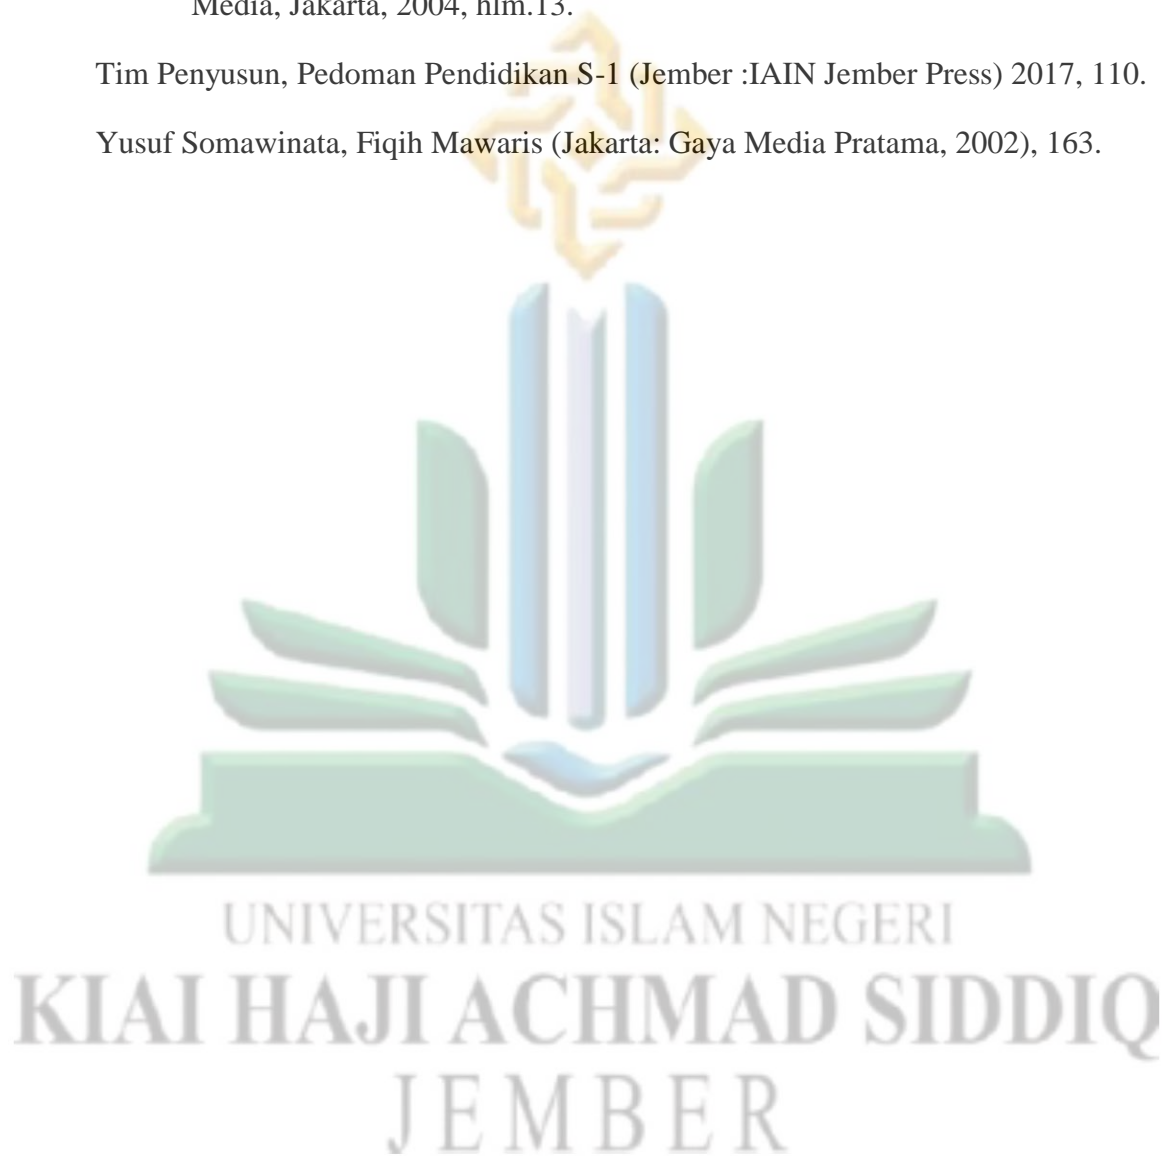 Media, Jakarta, 2004, hlm.13.
Tim Penyusun, Pedoman Pendidikan S-1 (Jember :IAIN Jember Press) 2017, 110.
Yusuf Somawinata, Fiqih Mawaris (Jakarta: Gaya Media Pratama, 2002), 163.
UNIVERSITAS ISLAM NEGERI
KIAI HAJI ACHMAD SIDDIQ
JEMBER